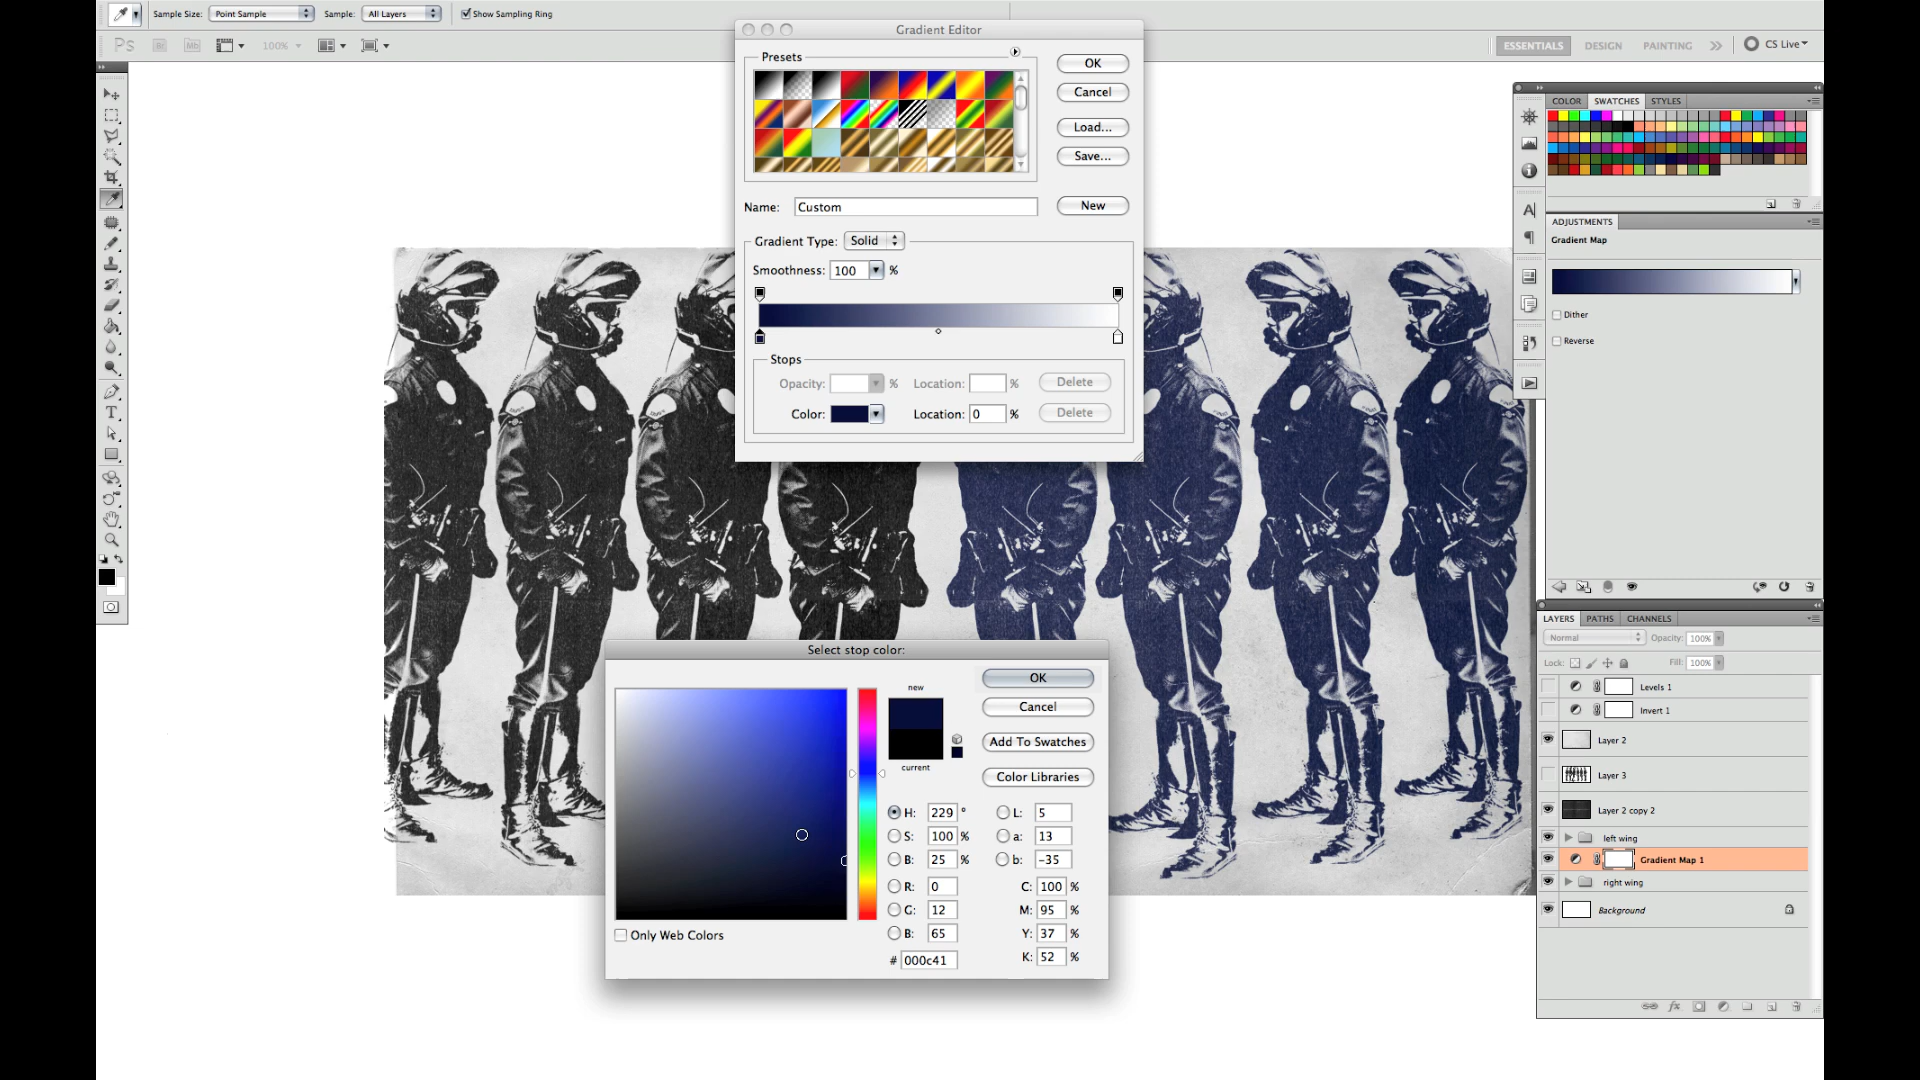 Sample Size: Point Sample Sample: All Layers Show Sampling Ring
Ps Br Mb 100%
ESSENTIALS DESIGN PAINTING CS Live
Gradient Editor
Presets
OK
Cancel
Load...
Save...
Name: Custom
New
Gradient Type: Solid
Smoothness: 100 %
Stops
Opacity: % Location: % Delete
Color: Location: 0 % Delete
COLOR SWATCHES STYLES
ADJUSTMENTS
Gradient Map
Dither
Reverse
Select stop color:
new
current
OK
Cancel
Add To Swatches
Color Libraries
H: 229 ° L: 5
S: 100 % a: 13
B: 25 % b: -35
R: 0 C: 100 %
G: 12 M: 95 %
B: 65 Y: 37 %
# 000c41 K: 52 %
Only Web Colors
LAYERS PATHS CHANNELS
Normal Opacity: 100%
Lock: Fill: 100%
Levels 1
Invert 1
Layer 2
Layer 3
Layer 2 copy 2
left wing
Gradient Map 1
right wing
Background